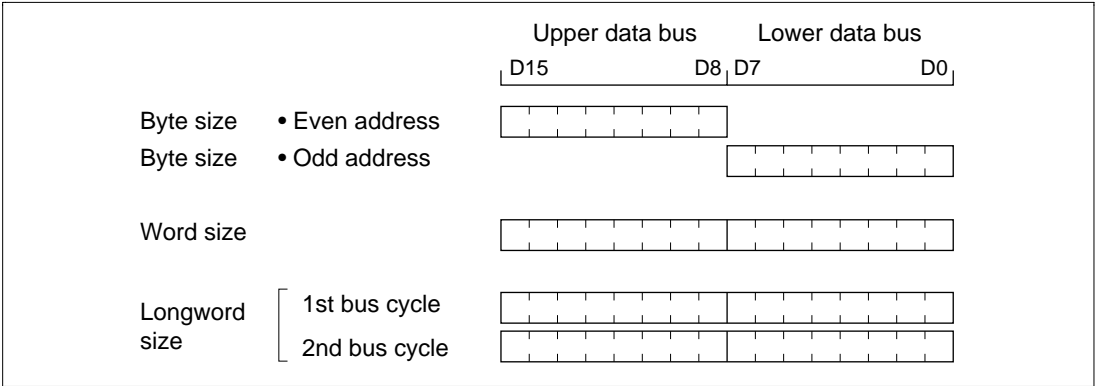 Upper data bus Lower data bus
D15 D8 D7 D0
Byte size • Even address
Byte size • Odd address
Word size
Longword size
1st bus cycle
2nd bus cycle